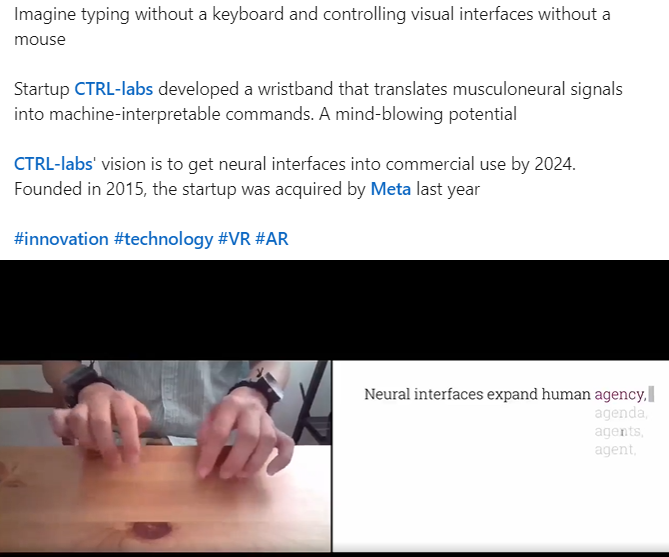 Imagine typing without a keyboard and controlling visual interfaces without a
mouse
Startup CTRL-labs developed a wristband that translates musculoneural signals
into machine-interpretable commands. A mind-blowing potential
CTRL-labs' vision is to get neural interfaces into commercial use by 2024.
Founded in 2015, the startup was acquired by Meta last year
#innovation #technology #VR #AR
Neural interfaces expand human agency,
agenda,
agents,
agent,